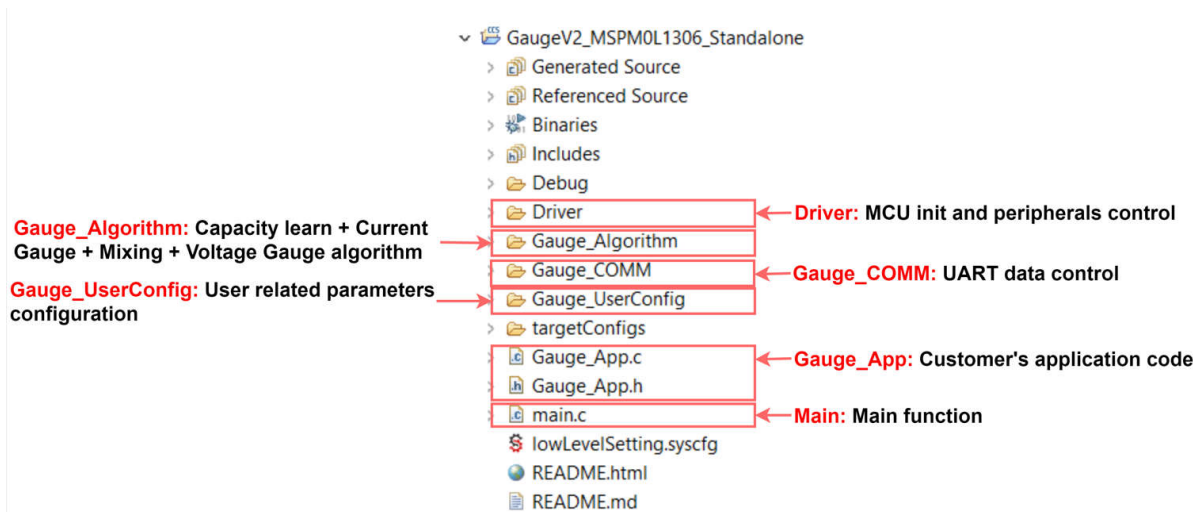 GaugeV2_MSPM0L1306_Standalone
Generated Source
Referenced Source
Binaries
Includes
Debug
Driver
Gauge_Algorithm
Gauge_COMM
Gauge_UserConfig
targetConfigs
Gauge_App.c
Gauge_App.h
main.c
lowLevelSetting.syscfg
README.html
README.md
Gauge_Algorithm: Capacity learn + Current
Gauge + Mixing + Voltage Gauge algorithm
Gauge_UserConfig: User related parameters
configuration
Driver: MCU init and peripherals control
Gauge_COMM: UART data control
Gauge_App: Customer's application code
Main: Main function